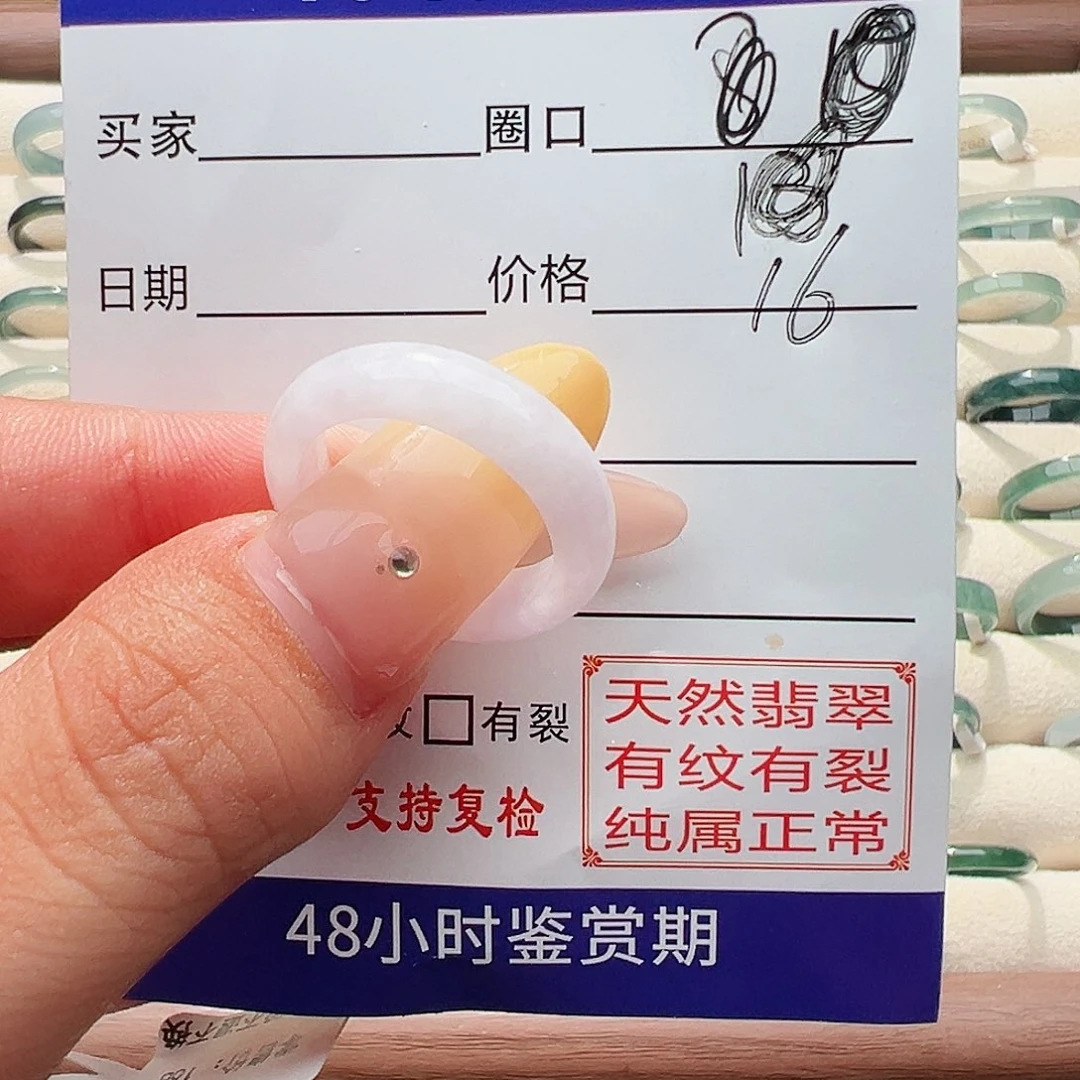 买家 圈口
18
日期 价格 16
有裂
天然翡翠
有纹有裂
支持复检
纯属正常
48小时鉴赏期